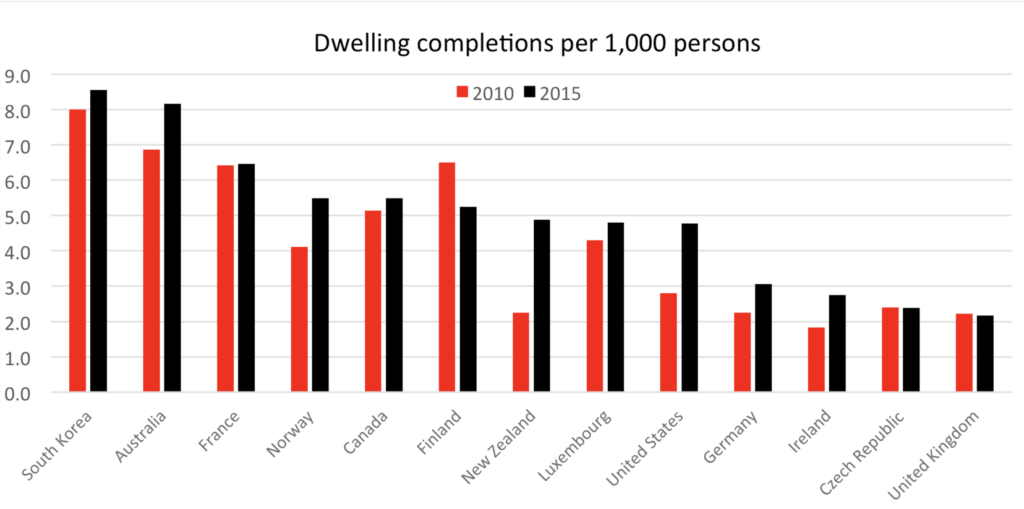 Dwelling completions per 1,000 persons
2010 2015
9.0
8.0
7.0
6.0
5.0
4.0
3.0
2.0
1.0
0.0
South Korea
Australia
France
Norway
Canada
Finland
New Zealand
Luxembourg
United States
Germany
Ireland
Czech Republic
United Kingdom